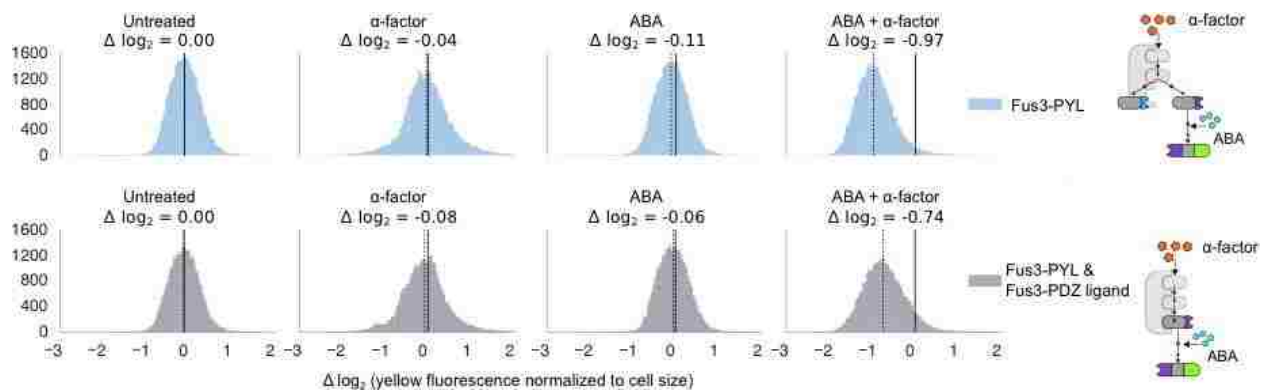 Untreated
Δ log₂ = 0.00
α-factor
Δ log₂ = -0.04
ABA
Δ log₂ = -0.11
ABA + α-factor
Δ log₂ = -0.97
1600
1200
800
400
0
Fus3-PYL
α-factor
ABA
Untreated
Δ log₂ = 0.00
α-factor
Δ log₂ = -0.08
ABA
Δ log₂ = -0.06
ABA + α-factor
Δ log₂ = -0.74
1600
1200
800
400
0
−3 −2 −1 0 1 2 −3 −2 −1 0 1 2 −3 −2 −1 0 1 2 −3 −2 −1 0 1 2
Δ log₂ (yellow fluorescence normalized to cell size)
Fus3-PYL &
Fus3-PDZ ligand
α-factor
ABA